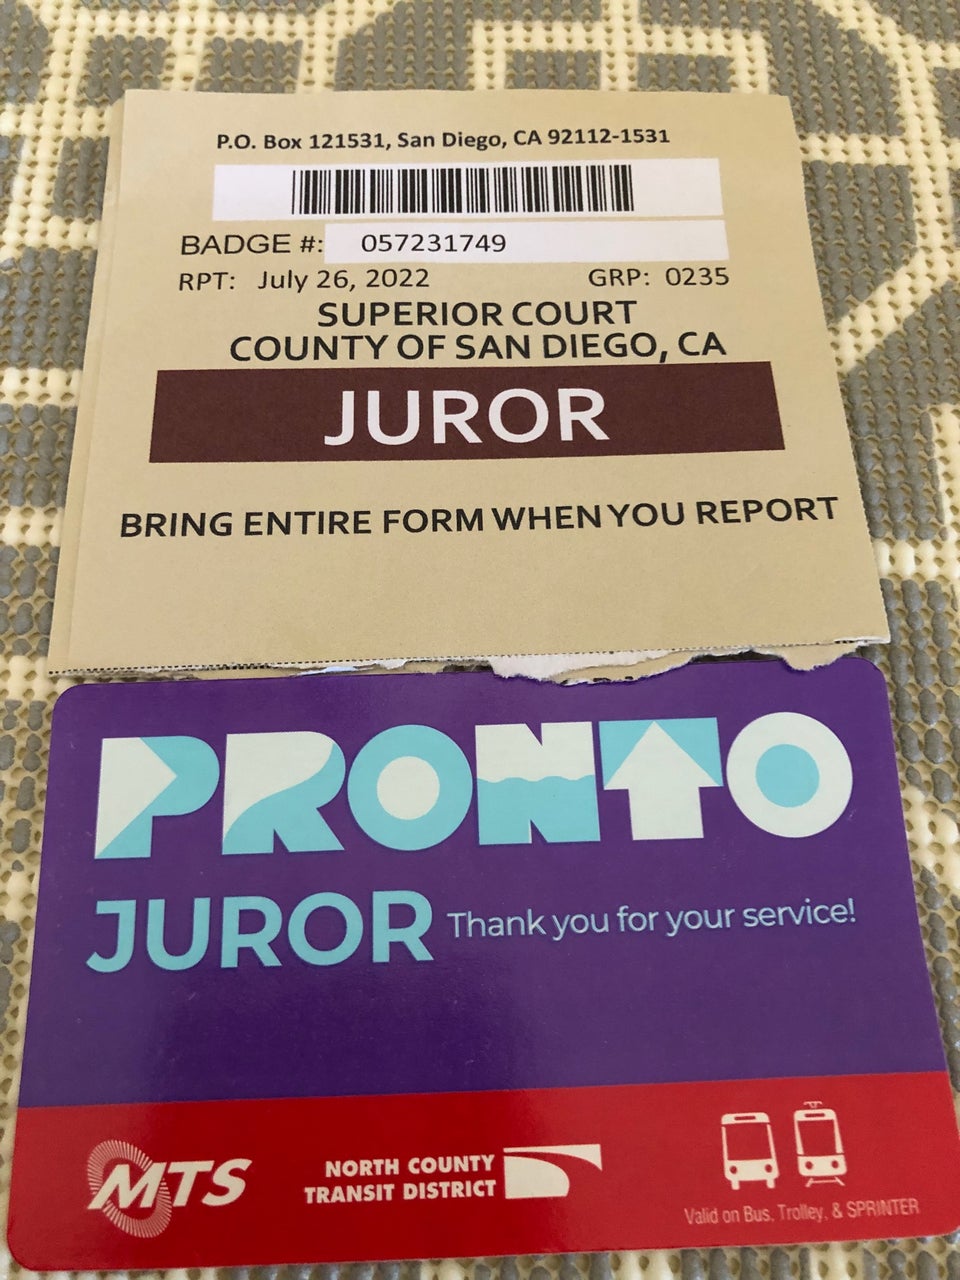 P.O. Box 121531, San Diego, CA 92112-1531
BADGE #: 057231749
RPT: July 26, 2022 GRP: 0235
SUPERIOR COURT
COUNTY OF SAN DIEGO, CA
JUROR
BRING ENTIRE FORM WHEN YOU REPORT
PRONTO
JUROR Thank you for your service!
MTS
NORTH COUNTY
TRANSIT DISTRICT
Valid on Bus, Trolley, & SPRINTER